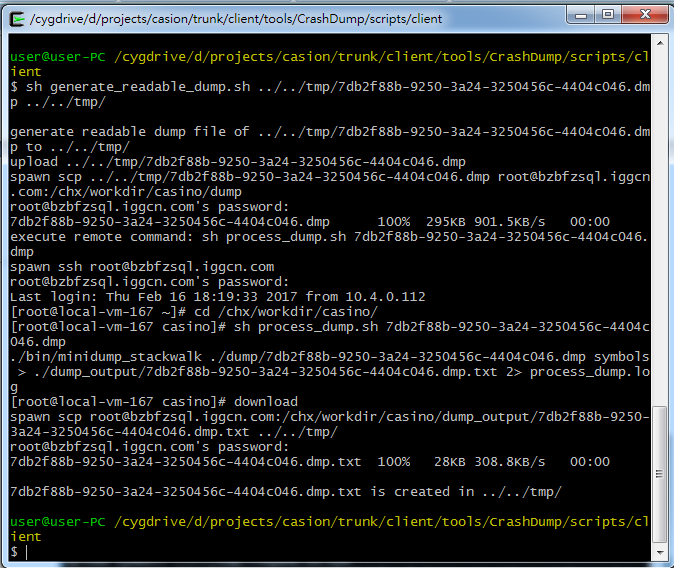 /cygdrive/d/projects/casion/trunk/client/tools/CrashDump/scripts/client
user@user-PC /cygdrive/d/projects/casion/trunk/client/tools/CrashDump/scripts/cl
ient
$ sh generate_readable_dump.sh ../../tmp/7db2f88b-9250-3a24-3250456c-4404c046.dm
p ../../tmp/
generate readable dump file of ../../tmp/7db2f88b-9250-3a24-3250456c-4404c046.dm
p to ../../tmp/
upload ../../tmp/7db2f88b-9250-3a24-3250456c-4404c046.dmp
spawn scp ../../tmp/7db2f88b-9250-3a24-3250456c-4404c046.dmp root@bzbfzsql.iggcn
.com:/chx/workdir/casino/dump
root@bzbfzsql.iggcn.com's password:
7db2f88b-9250-3a24-3250456c-4404c046.dmp      100%  295KB 901.5KB/s   00:00
execute remote command: sh process_dump.sh 7db2f88b-9250-3a24-3250456c-4404c046.
dmp
spawn ssh root@bzbfzsql.iggcn.com
root@bzbfzsql.iggcn.com's password:
Last login: Thu Feb 16 18:19:33 2017 from 10.4.0.112
[root@local-vm-167 ~]# cd /chx/workdir/casino/
[root@local-vm-167 casino]# sh process_dump.sh 7db2f88b-9250-3a24-3250456c-4404c
046.dmp
./bin/minidump_stackwalk ./dump/7db2f88b-9250-3a24-3250456c-4404c046.dmp symbols
 > ./dump_output/7db2f88b-9250-3a24-3250456c-4404c046.dmp.txt 2> process_dump.lo
g
[root@local-vm-167 casino]# download
spawn scp root@bzbfzsql.iggcn.com:/chx/workdir/casino/dump_output/7db2f88b-9250-
3a24-3250456c-4404c046.dmp.txt ../../tmp/
root@bzbfzsql.iggcn.com's password:
7db2f88b-9250-3a24-3250456c-4404c046.dmp.txt  100%   28KB 308.8KB/s   00:00
7db2f88b-9250-3a24-3250456c-4404c046.dmp.txt is created in ../../tmp/
user@user-PC /cygdrive/d/projects/casion/trunk/client/tools/CrashDump/scripts/cl
ient
$